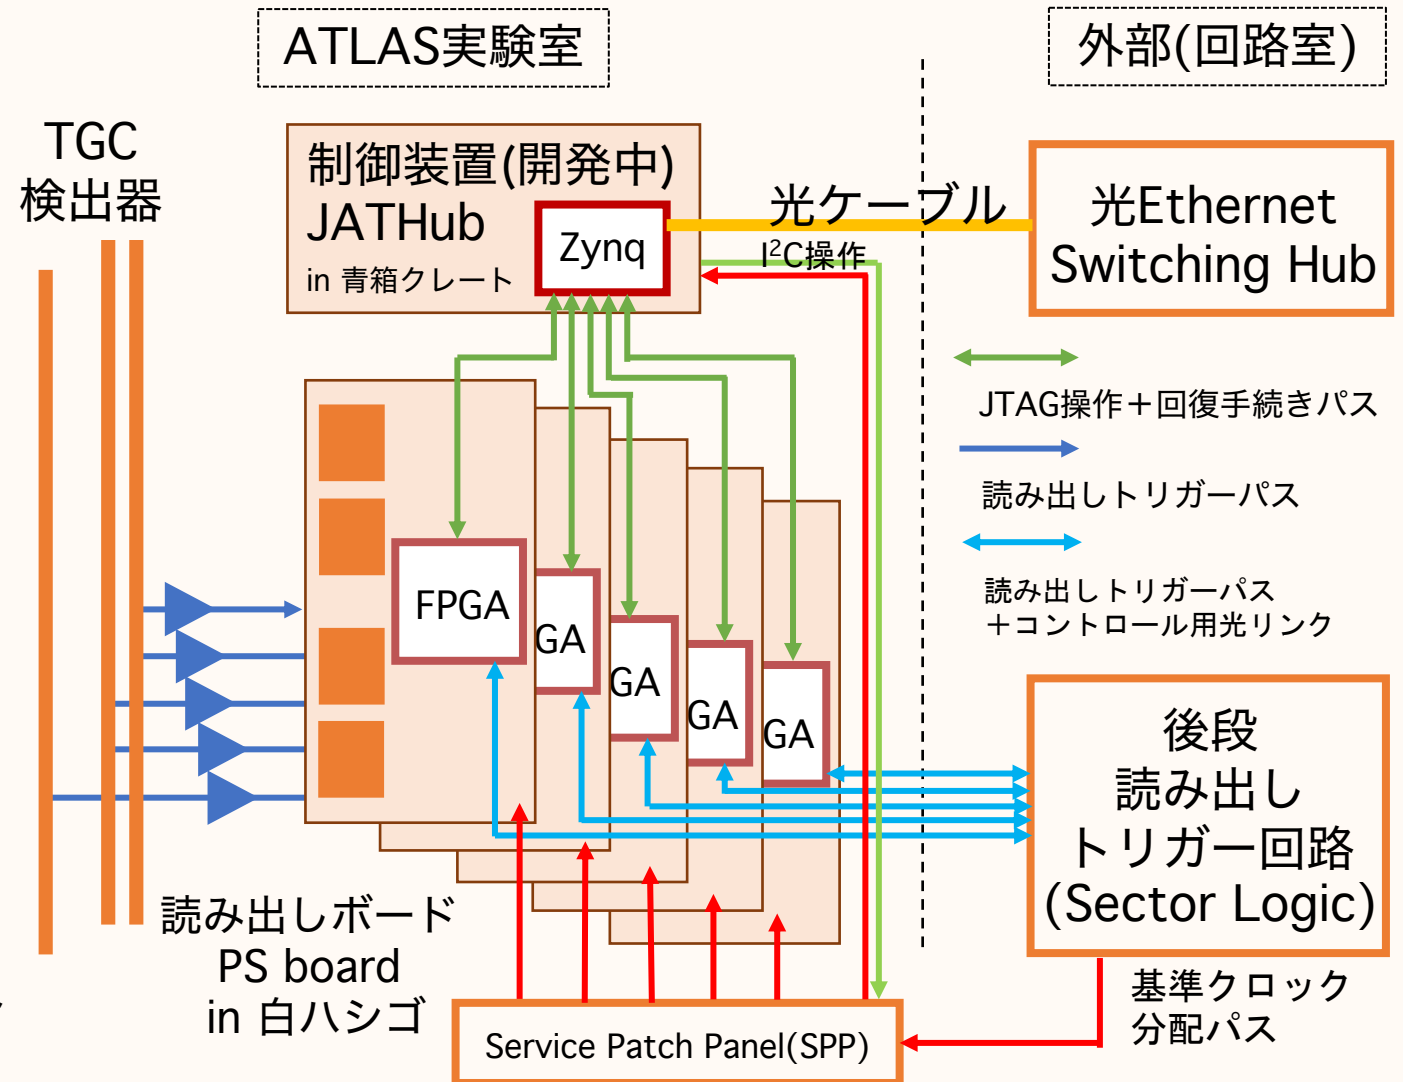 ATLAS実験室
外部(回路室)
TGC
検出器
制御装置(開発中)
JATHub
in 青箱クレート
Zynq
光ケーブル
I²C操作
光Ethernet
Switching Hub
JTAG操作＋回復手続きパス
読み出しトリガーパス
読み出しトリガーパス
＋コントロール用光リンク
FPGA
GA
GA
GA
GA
後段
読み出し
トリガー回路
(Sector Logic)
読み出しボード
PS board
in 白ハシゴ
基準クロック
分配パス
Service Patch Panel(SPP)